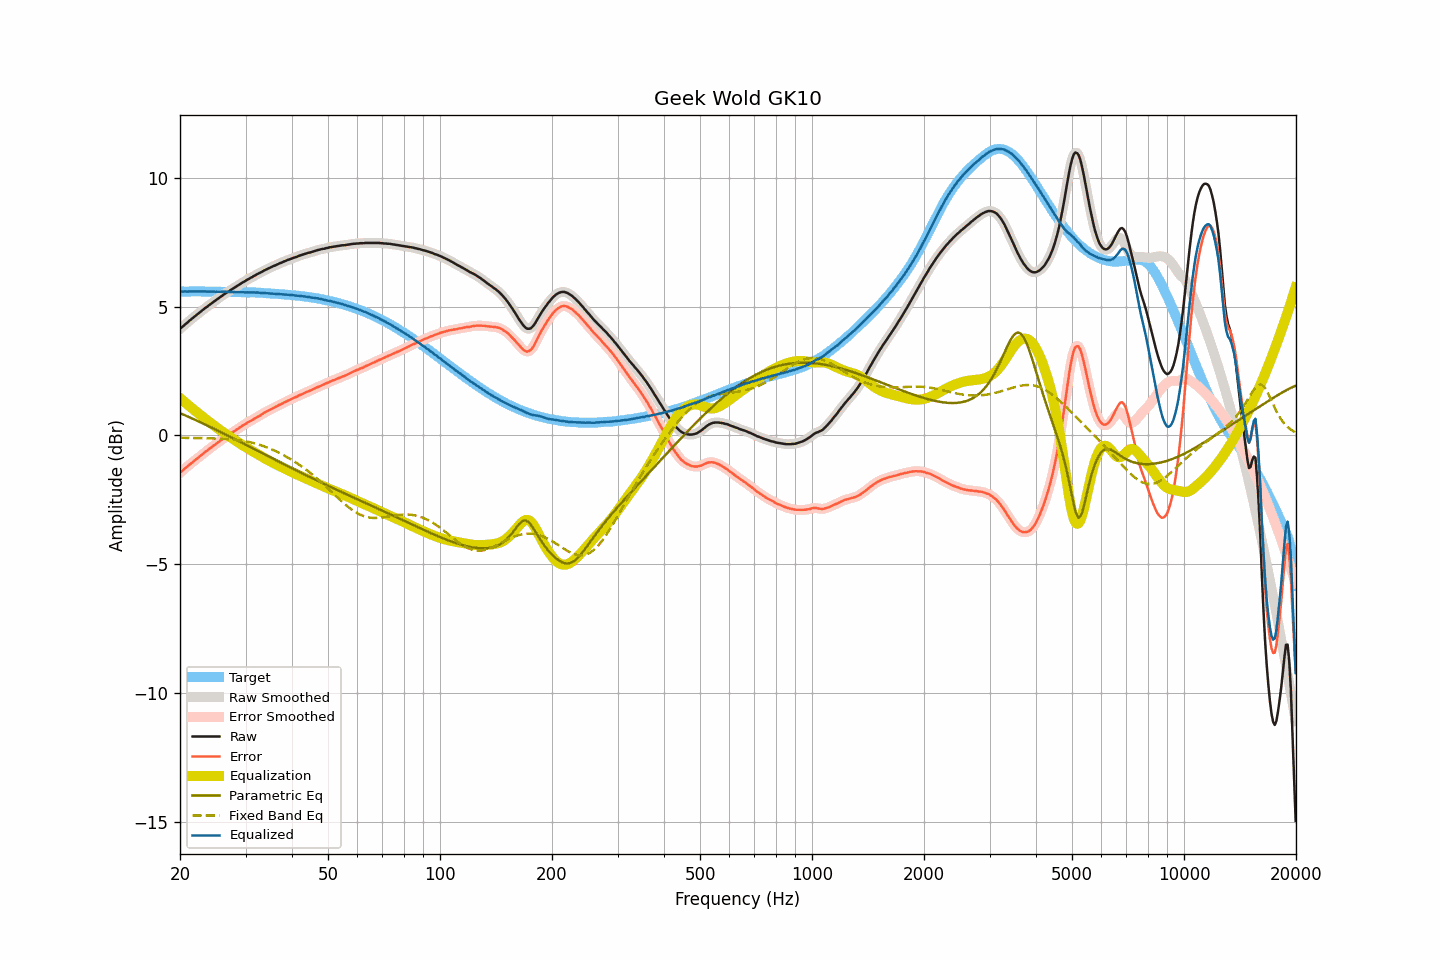 Geek Wold GK10
Amplitude (dBr)
10
5
0
−5
−10
−15
Target
Raw Smoothed
Error Smoothed
Raw
Error
Equalization
Parametric Eq
Fixed Band Eq
Equalized
20 50 100 200 500 1000 2000 5000 10000 20000
Frequency (Hz)